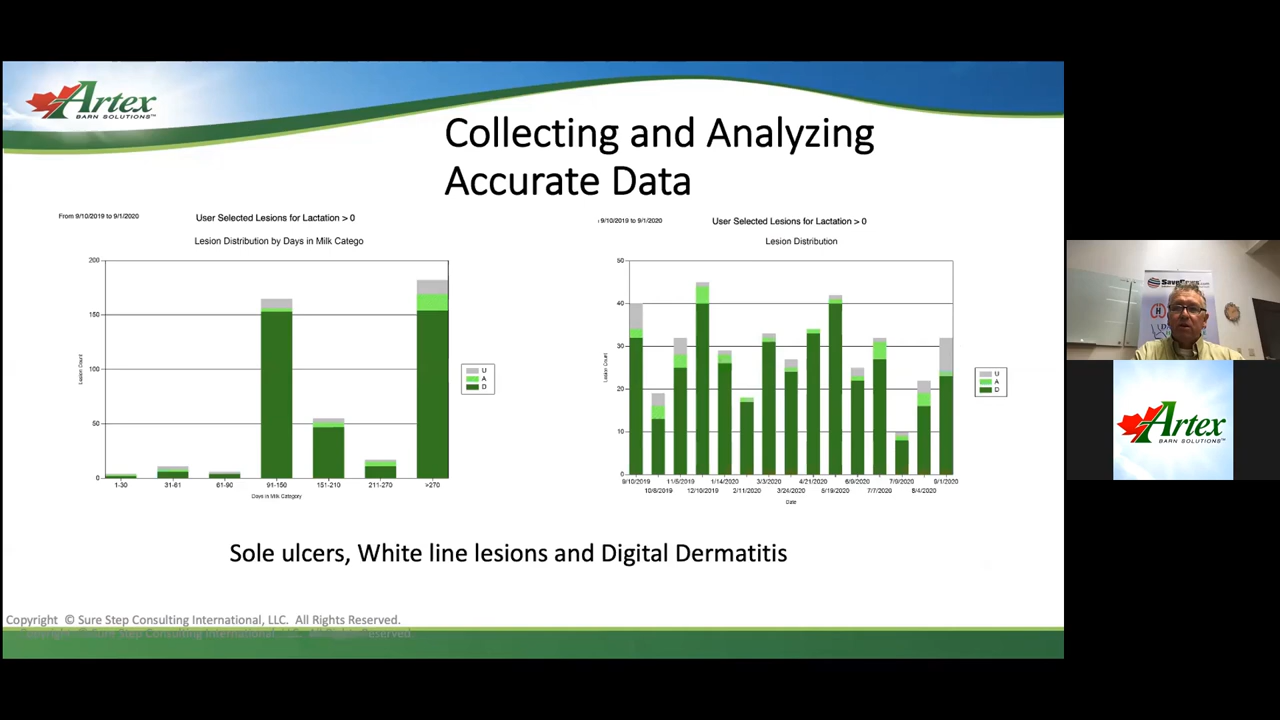 Artex
BARN SOLUTIONS™
Collecting and Analyzing
Accurate Data
From 9/10/2019 to 9/1/2020
User Selected Lesions for Lactation > 0
Lesion Distribution by Days in Milk Catego
200
150
100
50
0
Lesion Count
1-30
31-61
61-90
91-150
151-210
211-270
>270
Days in Milk Category
U
A
D
9/10/2019 to 9/1/2020
User Selected Lesions for Lactation > 0
Lesion Distribution
50
40
30
20
10
0
Lesion Count
9/10/2019
11/5/2019
1/14/2020
3/3/2020
4/21/2020
6/9/2020
7/9/2020
9/1/2020
10/8/2019
12/10/2019
2/11/2020
3/24/2020
5/19/2020
7/7/2020
8/4/2020
Date
U
A
D
Sole ulcers, White line lesions and Digital Dermatitis
Copyright © Sure Step Consulting International, LLC. All Rights Reserved.
Artex
BARN SOLUTIONS™